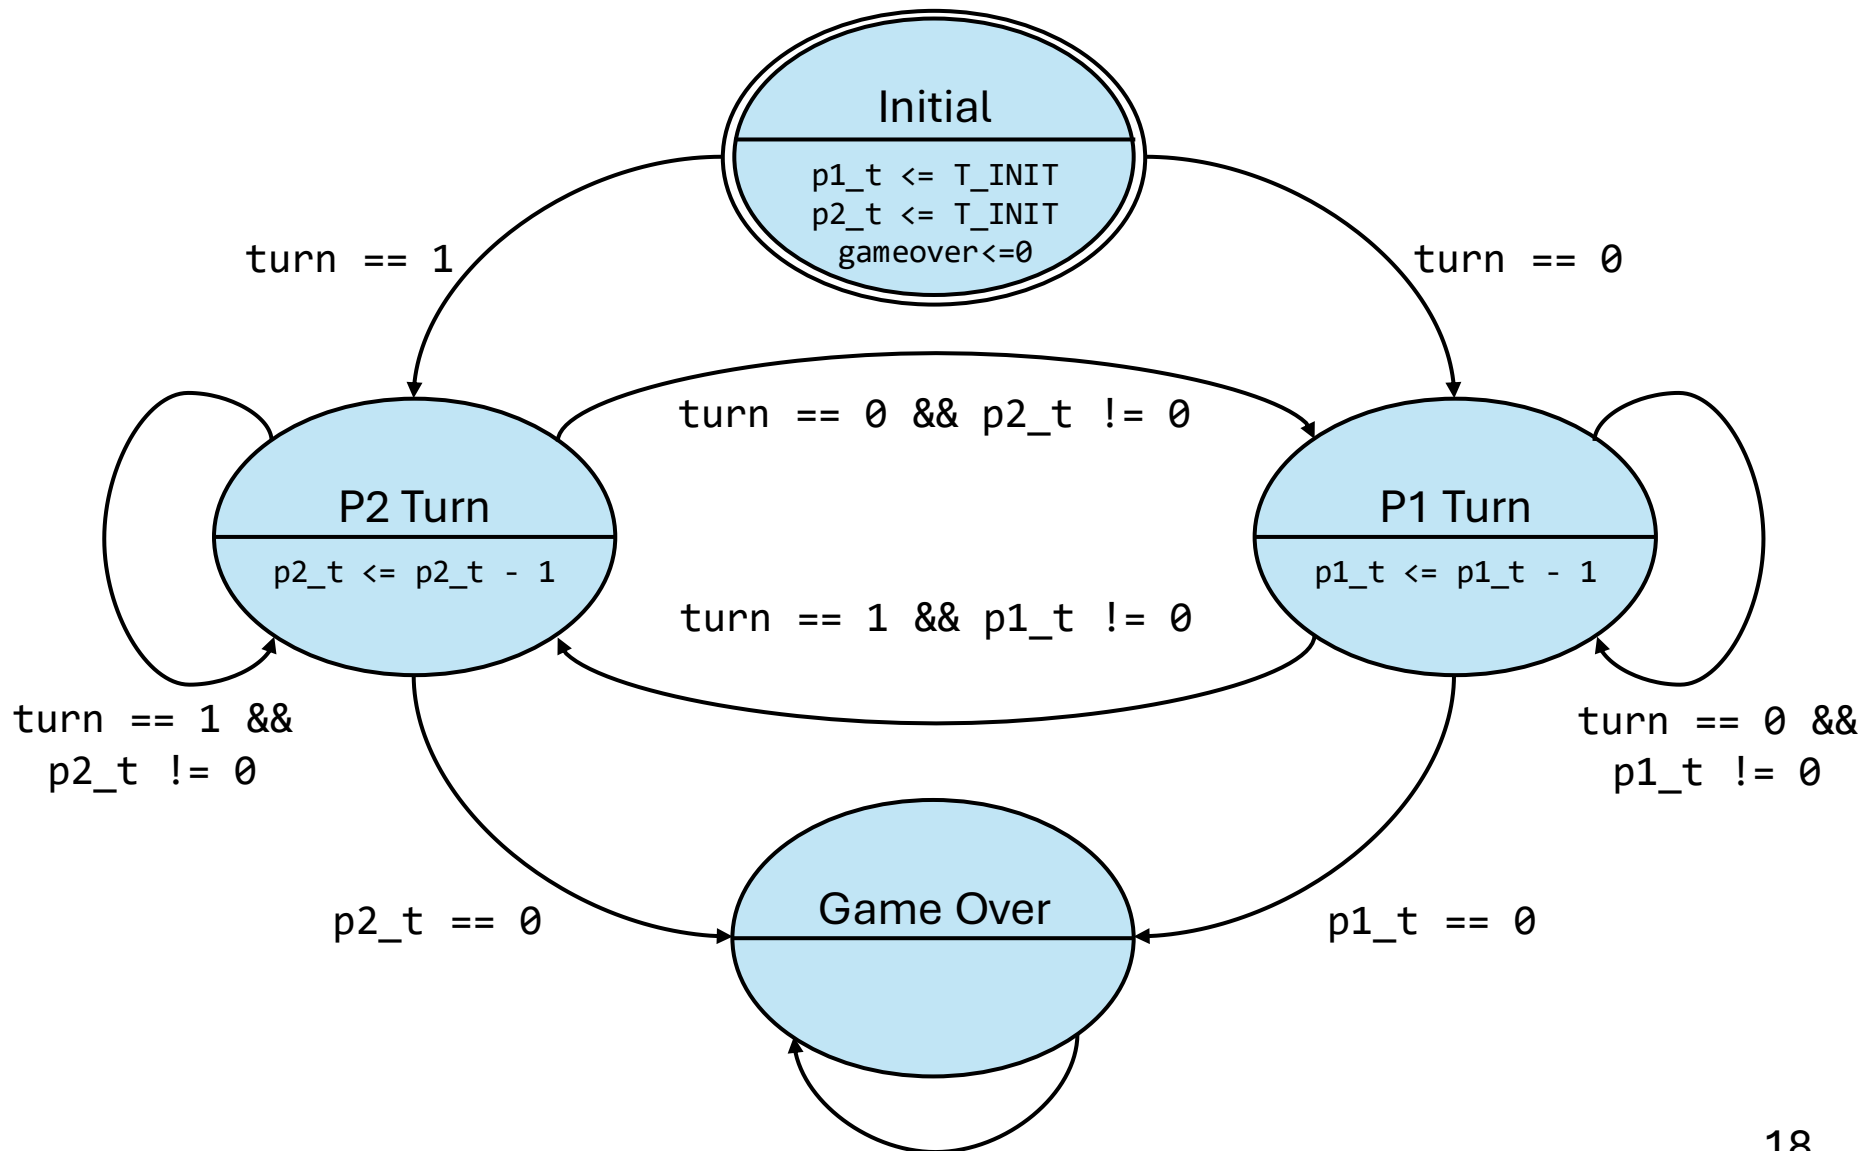 Initial
p1_t <= T_INIT
p2_t <= T_INIT
gameover<=0
turn == 1
turn == 0
turn == 0 && p2_t != 0
P2 Turn
p2_t <= p2_t - 1
P1 Turn
p1_t <= p1_t - 1
turn == 1 && p1_t != 0
turn == 1 &&
p2_t != 0
turn == 0 &&
p1_t != 0
p2_t == 0
Game Over
p1_t == 0
18